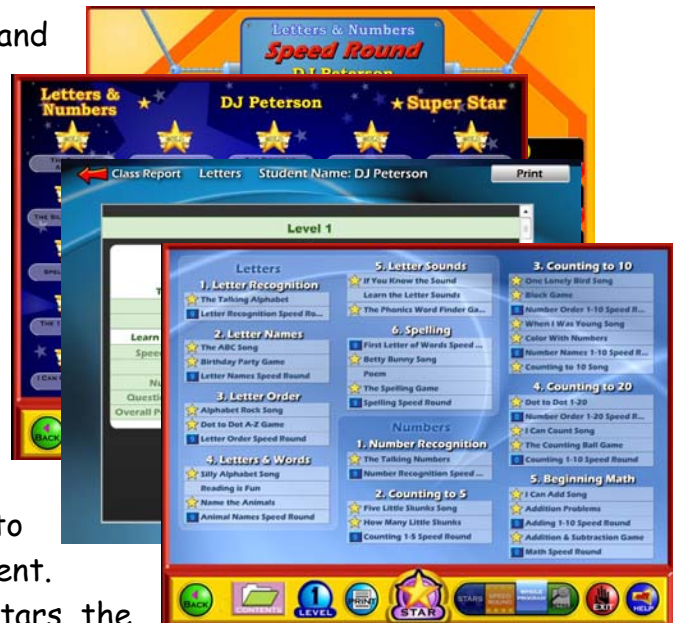 and
Letters & Numbers
Speed Round
DJ Peterson
Letters &
Numbers
DJ Peterson
Super Star
Class Report
Letters
Student Name: DJ Peterson
Print
Level 1
Learn
Spee
Nu
Questio
Overall P
Letters
1. Letter Recognition
The Talking Alphabet
Letter Recognition Speed Ro...
2. Letter Names
The ABC Song
Birthday Party Game
Letter Names Speed Round
3. Letter Order
Alphabet Rock Song
Dot to Dot A-Z Game
Letter Order Speed Round
4. Letters & Words
Silly Alphabet Song
Reading is Fun
Name the Animals
Animal Names Speed Round
5. Letter Sounds
If You Know the Sound
Learn the Letter Sounds
The Phonics Word Finder Ga...
6. Spelling
First Letter of Words Speed ...
Betty Bunny Song
Poem
The Spelling Game
Spelling Speed Round
Numbers
1. Number Recognition
The Talking Numbers
Number Recognition Speed ...
2. Counting to 5
Five Little Skunks Song
How Many Little Skunks
Counting 1-5 Speed Round
3. Counting to 10
One Lonely Bird Song
Block Game
Number Order 1-10 Speed R...
When I Was Young Song
Color With Numbers
Number Names 1-10 Speed R...
Counting to 10 Song
4. Counting to 20
Dot to Dot 1-20
Number Order 1-20 Speed R...
I Can Count Song
The Counting Ball Game
Counting 1-10 Speed Round
5. Beginning Math
I Can Add Song
Addition Problems
Adding 1-10 Speed Round
Addition & Subtraction Game
Math Speed Round
BACK
CONTENTS
1
LEVEL
PRINT
STAR
STARS
SPEED
ROUND
WHOLE
PROGRAM
EXIT
HELP
to
ent.
tars the